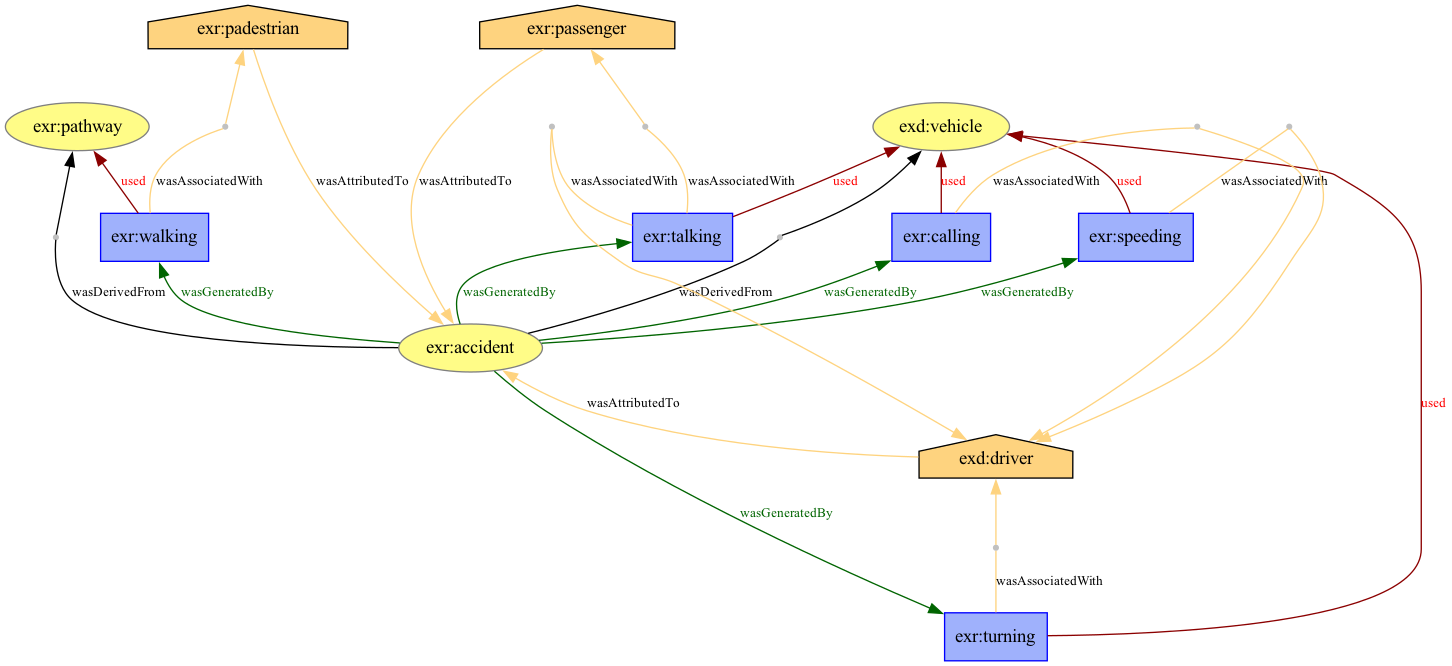 exr:padestrian
exr:passenger
exr:pathway
exd:vehicle
used
wasAssociatedWith
wasAttributedTo
wasAttributedTo
wasAssociatedWith
wasAssociatedWith
used
used
wasAssociatedWith
used
wasAssociatedWith
exr:walking
exr:talking
exr:calling
exr:speeding
wasDerivedFrom
wasGeneratedBy
wasGeneratedBy
wasDerivedFrom
wasGeneratedBy
wasGeneratedBy
exr:accident
wasAttributedTo
used
exd:driver
wasGeneratedBy
wasAssociatedWith
exr:turning